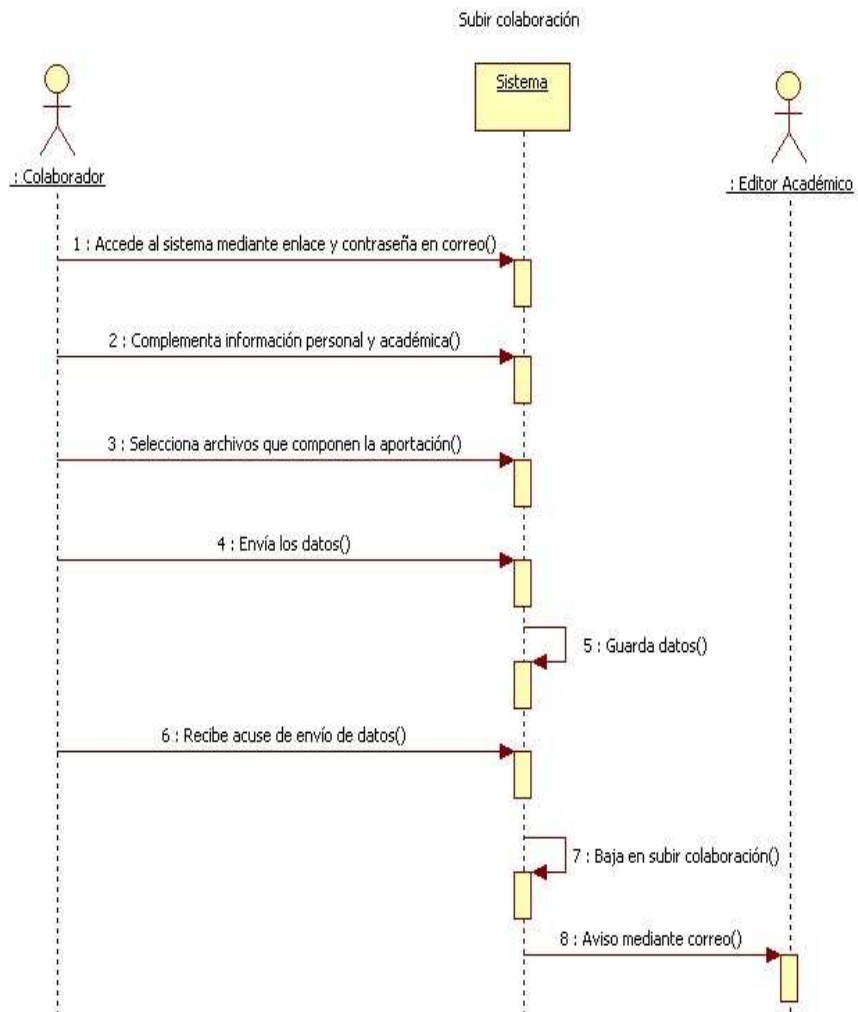 Subir colaboración
Sistema
: Colaborador
: Editor Académico
1 : Accede al sistema mediante enlace y contraseña en correo()
2 : Complementa información personal y académica()
3 : Selecciona archivos que componen la aportación()
4 : Envía los datos()
5 : Guarda datos()
6 : Recibe acuse de envío de datos()
7 : Baja en subir colaboración()
8 : Aviso mediante correo()